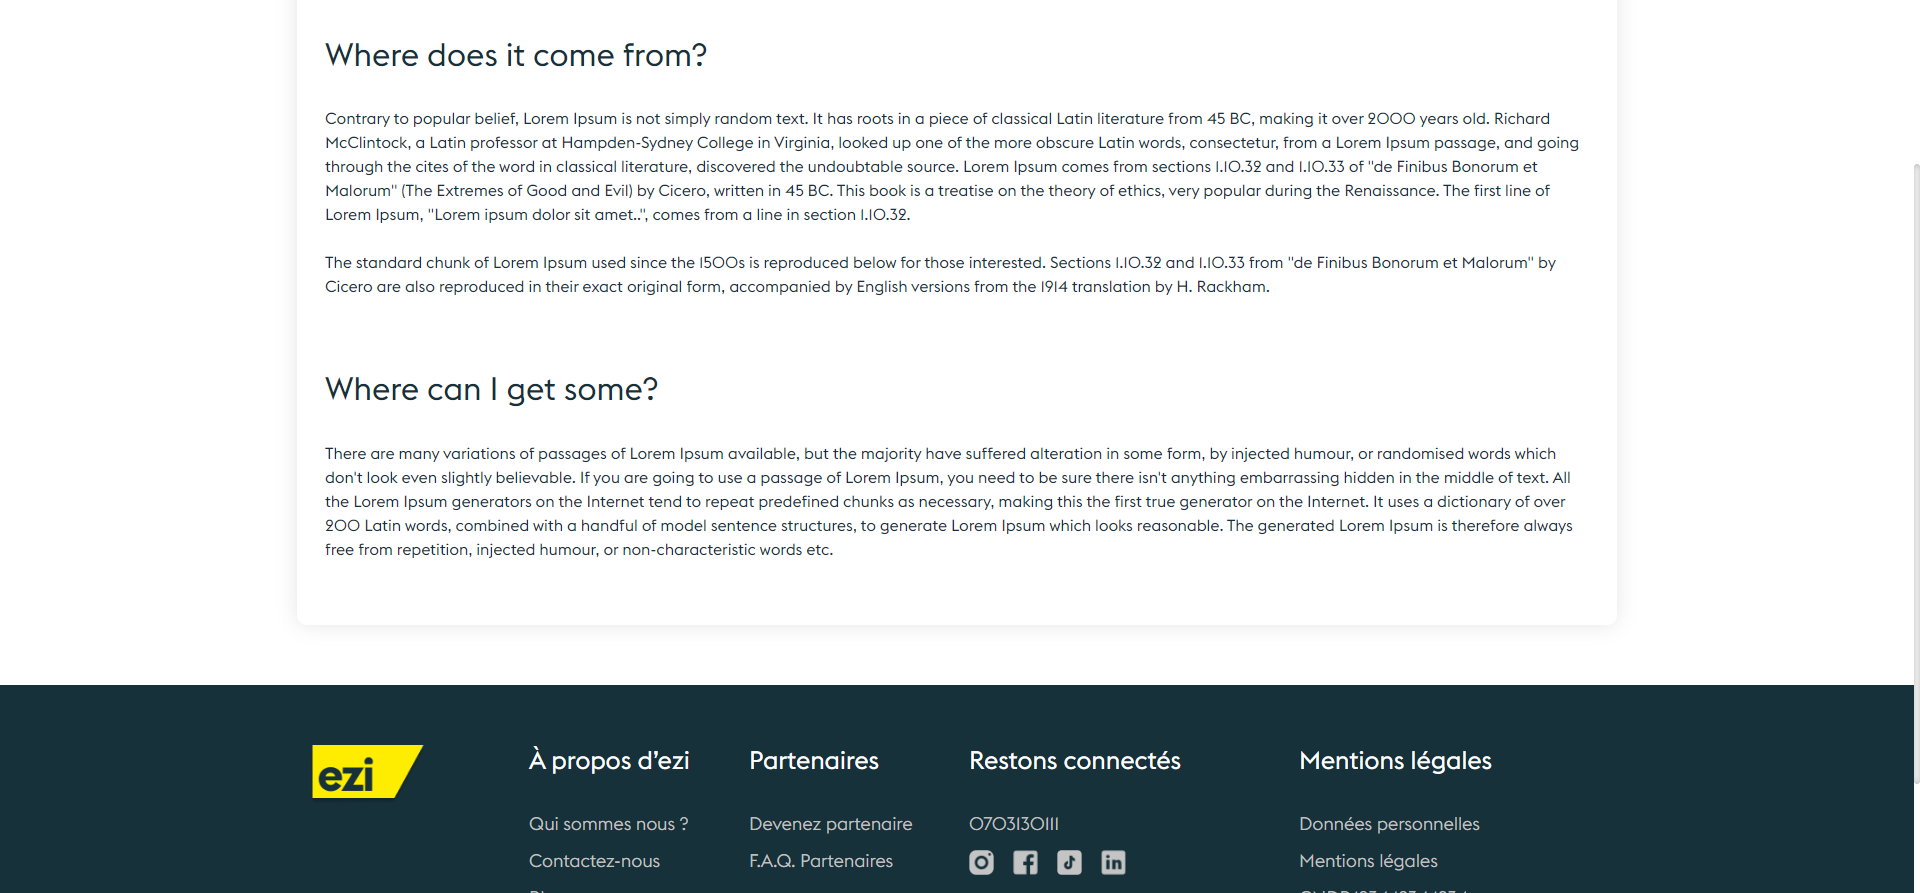 Where does it come from?
Contrary to popular belief, Lorem Ipsum is not simply random text. It has roots in a piece of classical Latin literature from 45 BC, making it over 2000 years old. Richard
McClintock, a Latin professor at Hampden-Sydney College in Virginia, looked up one of the more obscure Latin words, consectetur, from a Lorem Ipsum passage, and going
through the cites of the word in classical literature, discovered the undoubtable source. Lorem Ipsum comes from sections 1.10.32 and 1.10.33 of "de Finibus Bonorum et
Malorum" (The Extremes of Good and Evil) by Cicero, written in 45 BC. This book is a treatise on the theory of ethics, very popular during the Renaissance. The first line of
Lorem Ipsum, "Lorem ipsum dolor sit amet..", comes from a line in section 1.10.32.
The standard chunk of Lorem Ipsum used since the 1500s is reproduced below for those interested. Sections 1.10.32 and 1.10.33 from "de Finibus Bonorum et Malorum" by
Cicero are also reproduced in their exact original form, accompanied by English versions from the 1914 translation by H. Rackham.
Where can I get some?
There are many variations of passages of Lorem Ipsum available, but the majority have suffered alteration in some form, by injected humour, or randomised words which
don't look even slightly believable. If you are going to use a passage of Lorem Ipsum, you need to be sure there isn't anything embarrassing hidden in the middle of text. All
the Lorem Ipsum generators on the Internet tend to repeat predefined chunks as necessary, making this the first true generator on the Internet. It uses a dictionary of over
200 Latin words, combined with a handful of model sentence structures, to generate Lorem Ipsum which looks reasonable. The generated Lorem Ipsum is therefore always
free from repetition, injected humour, or non-characteristic words etc.
ezi
À propos d'ezi
Qui sommes nous ?
Contactez-nous
Partenaires
Devenez partenaire
F.A.Q. Partenaires
Restons connectés
0703130111
Mentions légales
Données personnelles
Mentions légales